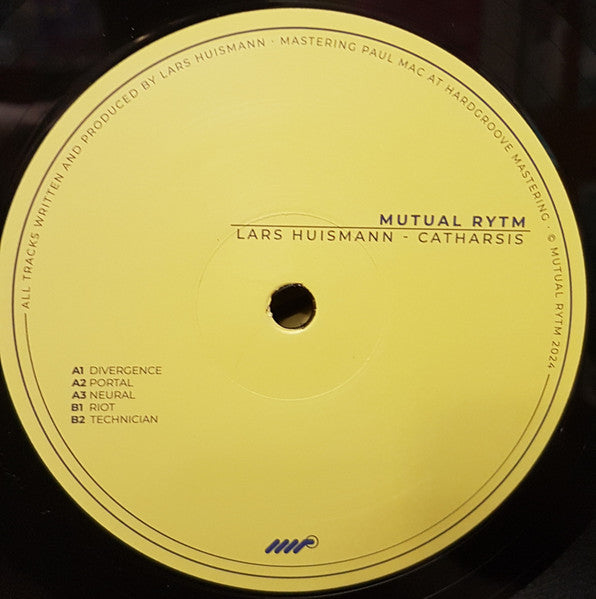 ALL TRACKS WRITTEN AND PRODUCED BY LARS HUISMANN · MASTERING PAUL MAC AT HARDGROOVE MASTERING · © MUTUAL RYTM 2024
MUTUAL RYTM
LARS HUISMANN - CATHARSIS
A1 DIVERGENCE
A2 PORTAL
A3 NEURAL
B1 RIOT
B2 TECHNICIAN